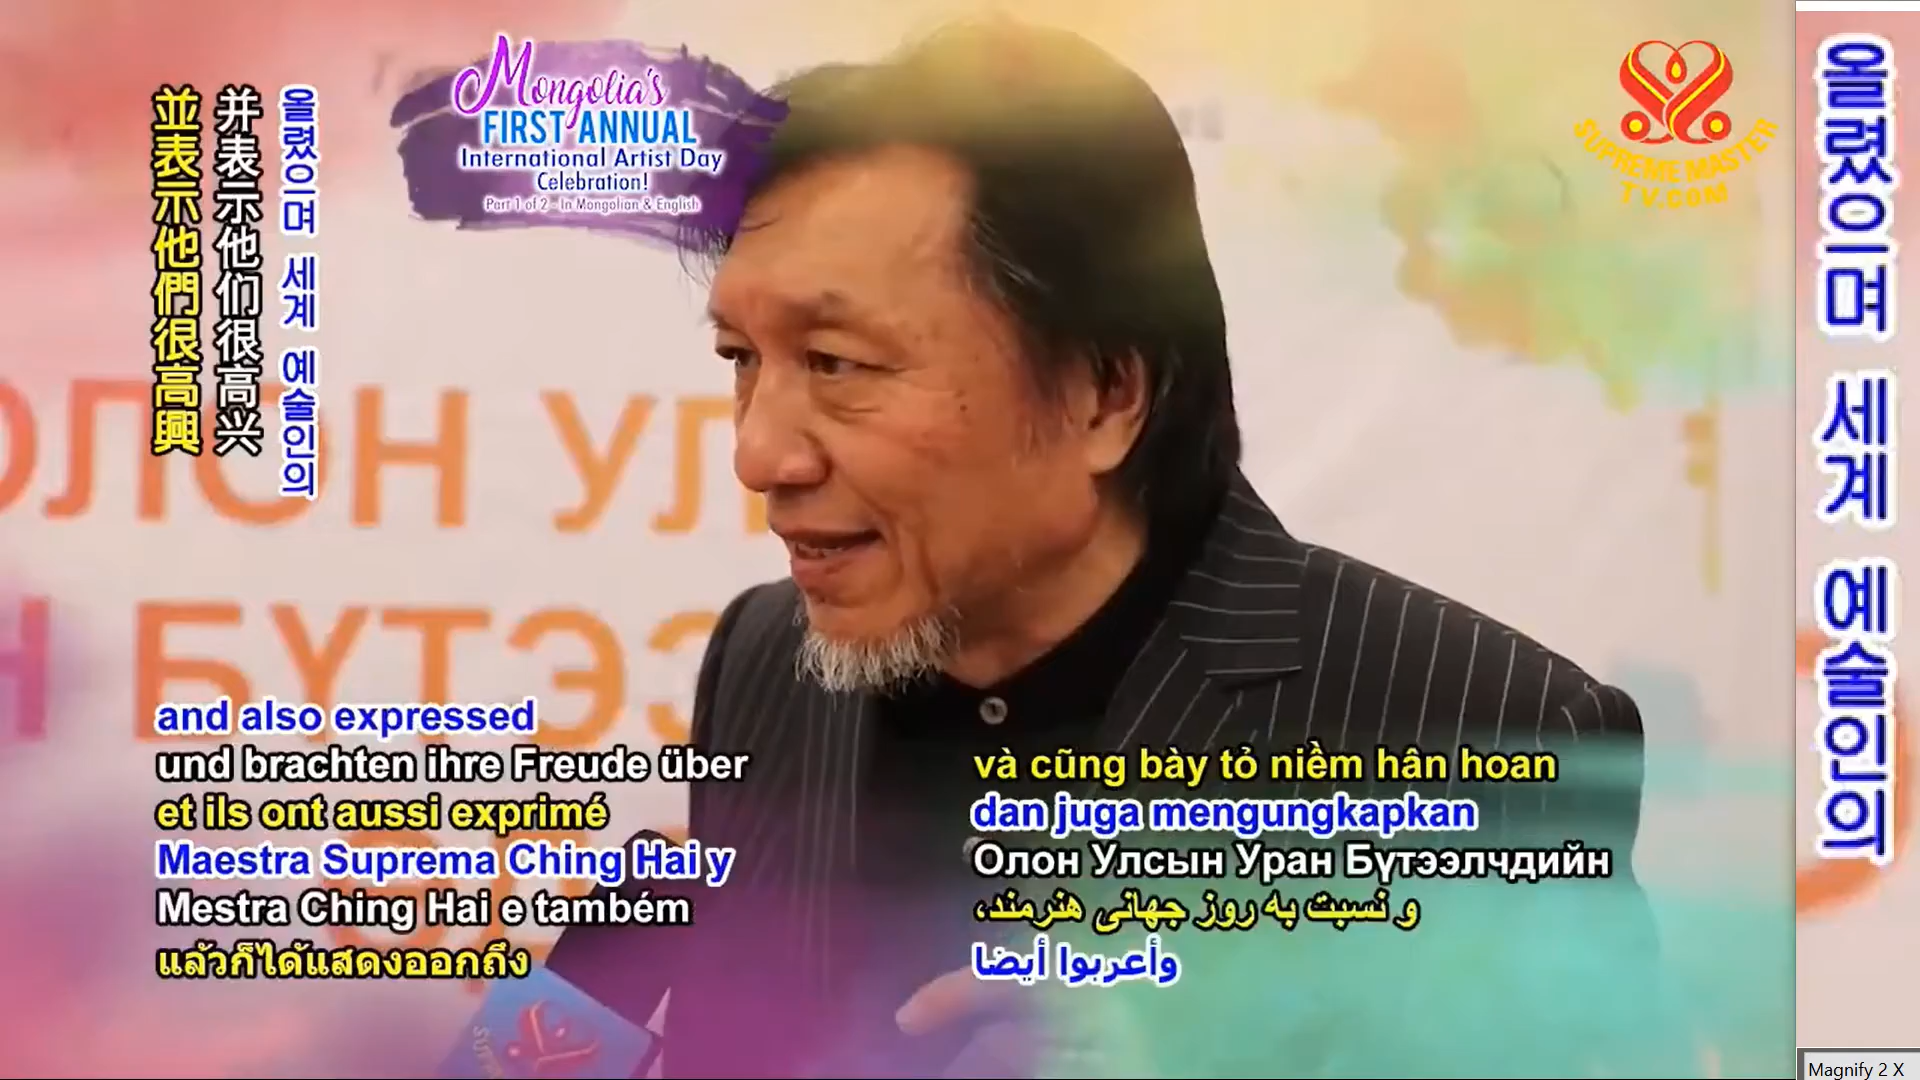 Mongolia's
FIRST ANNUAL
International Artist Day
Celebration!
Part 1 of 2 - In Mongolian & English
SUPREME MASTER
TV.COM
올렸으며 세계 예술인의
并表示他们很高兴
並表示他們很高興
ОЛОН УЛ
Н БҮТЭЭ
and also expressed
und brachten ihre Freude über
et ils ont aussi exprimé
Maestra Suprema Ching Hai y
Mestra Ching Hai e também
แล้วก็ได้แสดงออกถึง
và cũng bày tỏ niềm hân hoan
dan juga mengungkapkan
Олон Улсын Уран Бүтээлчдийн
و نسبت به روز جهانی هنرمند،
وأعربوا أيضا
올렸으며 세계 예술인의
Magnify 2 X